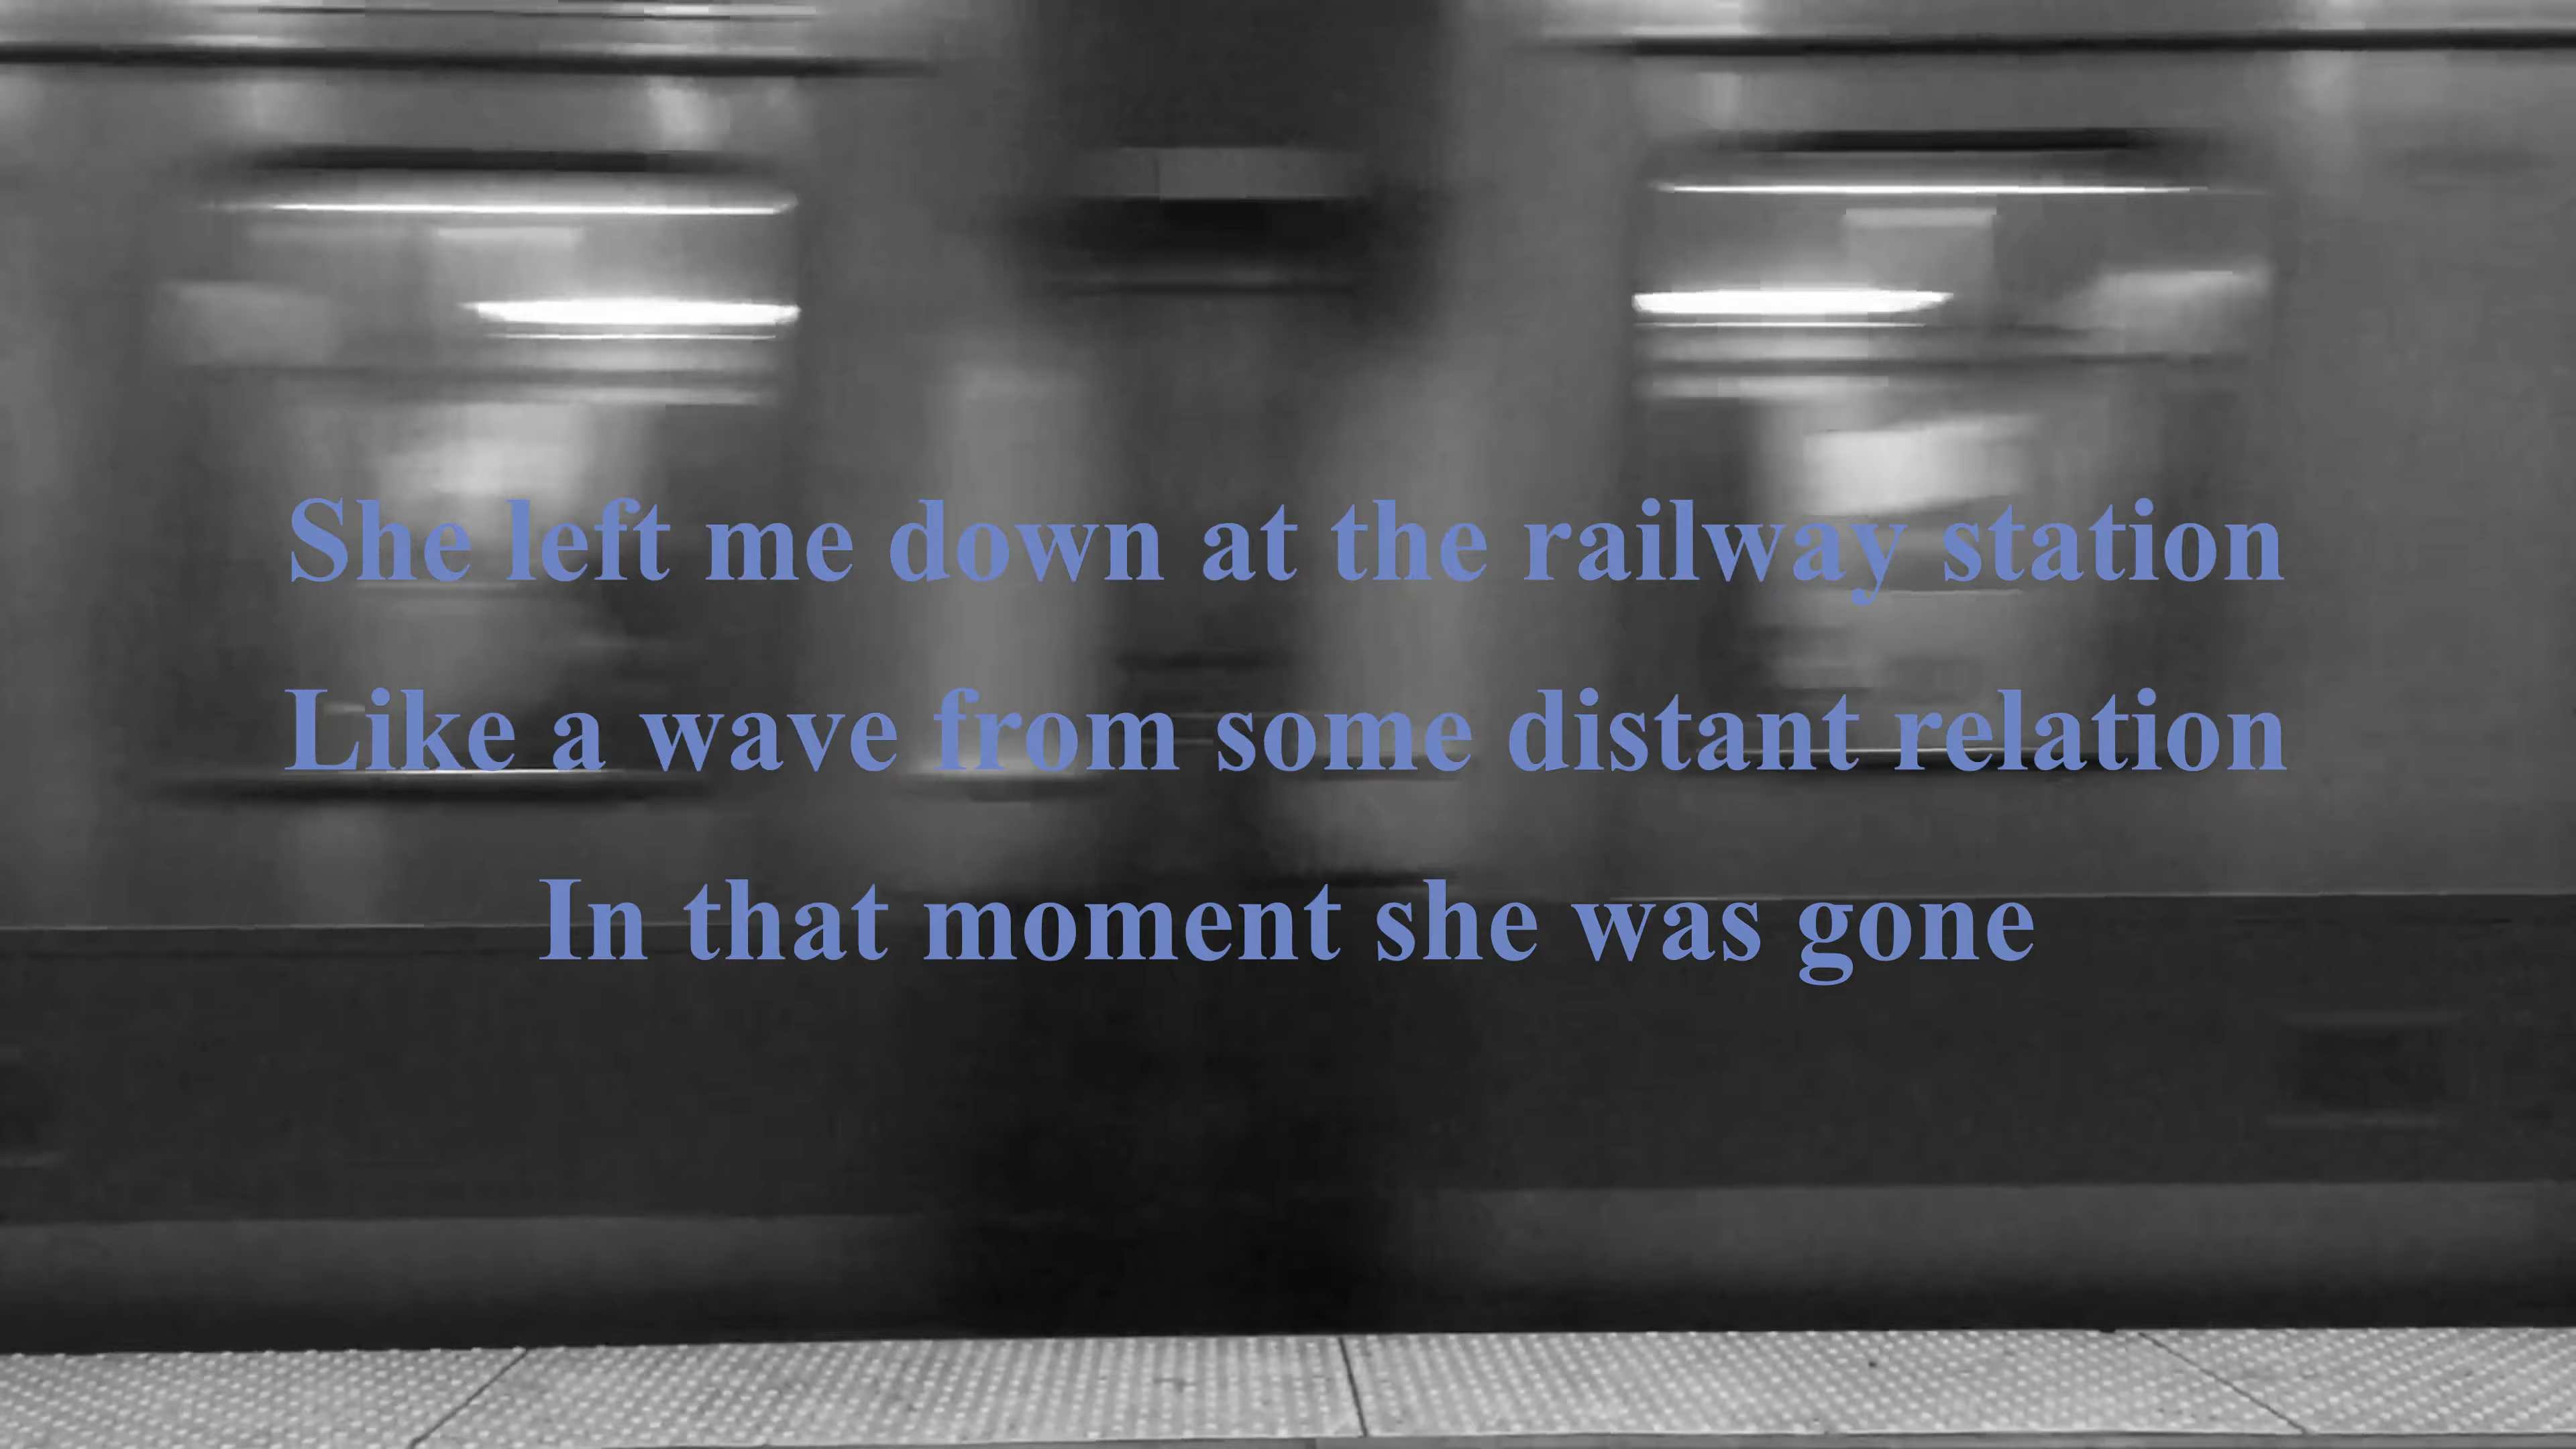 She left me down at the railway station
Like a wave from some distant relation
In that moment she was gone